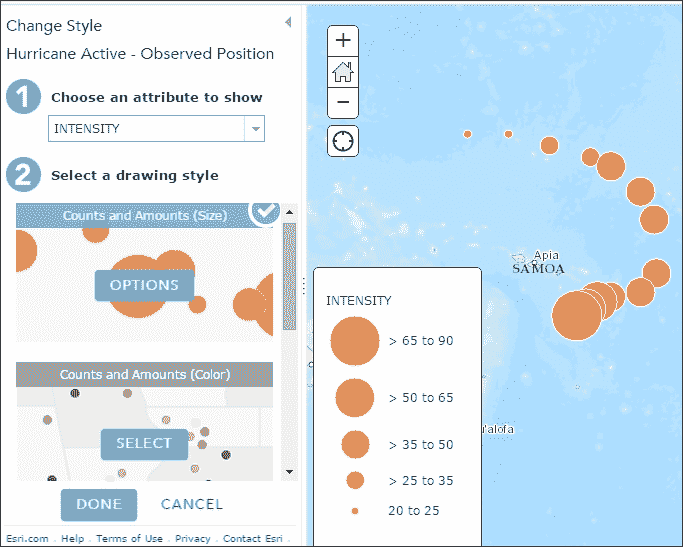 Change Style
Hurricane Active - Observed Position
1 Choose an attribute to show
INTENSITY
2 Select a drawing style
Counts and Amounts (Size)
OPTIONS
Counts and Amounts (Color)
SELECT
DONE CANCEL
Esri.com . Help . Terms of Use . Privacy . Contact Esri .
+
−
Apia
SAMOA
INTENSITY
> 65 to 90
> 50 to 65
> 35 to 50
> 25 to 35
20 to 25
u'alofa